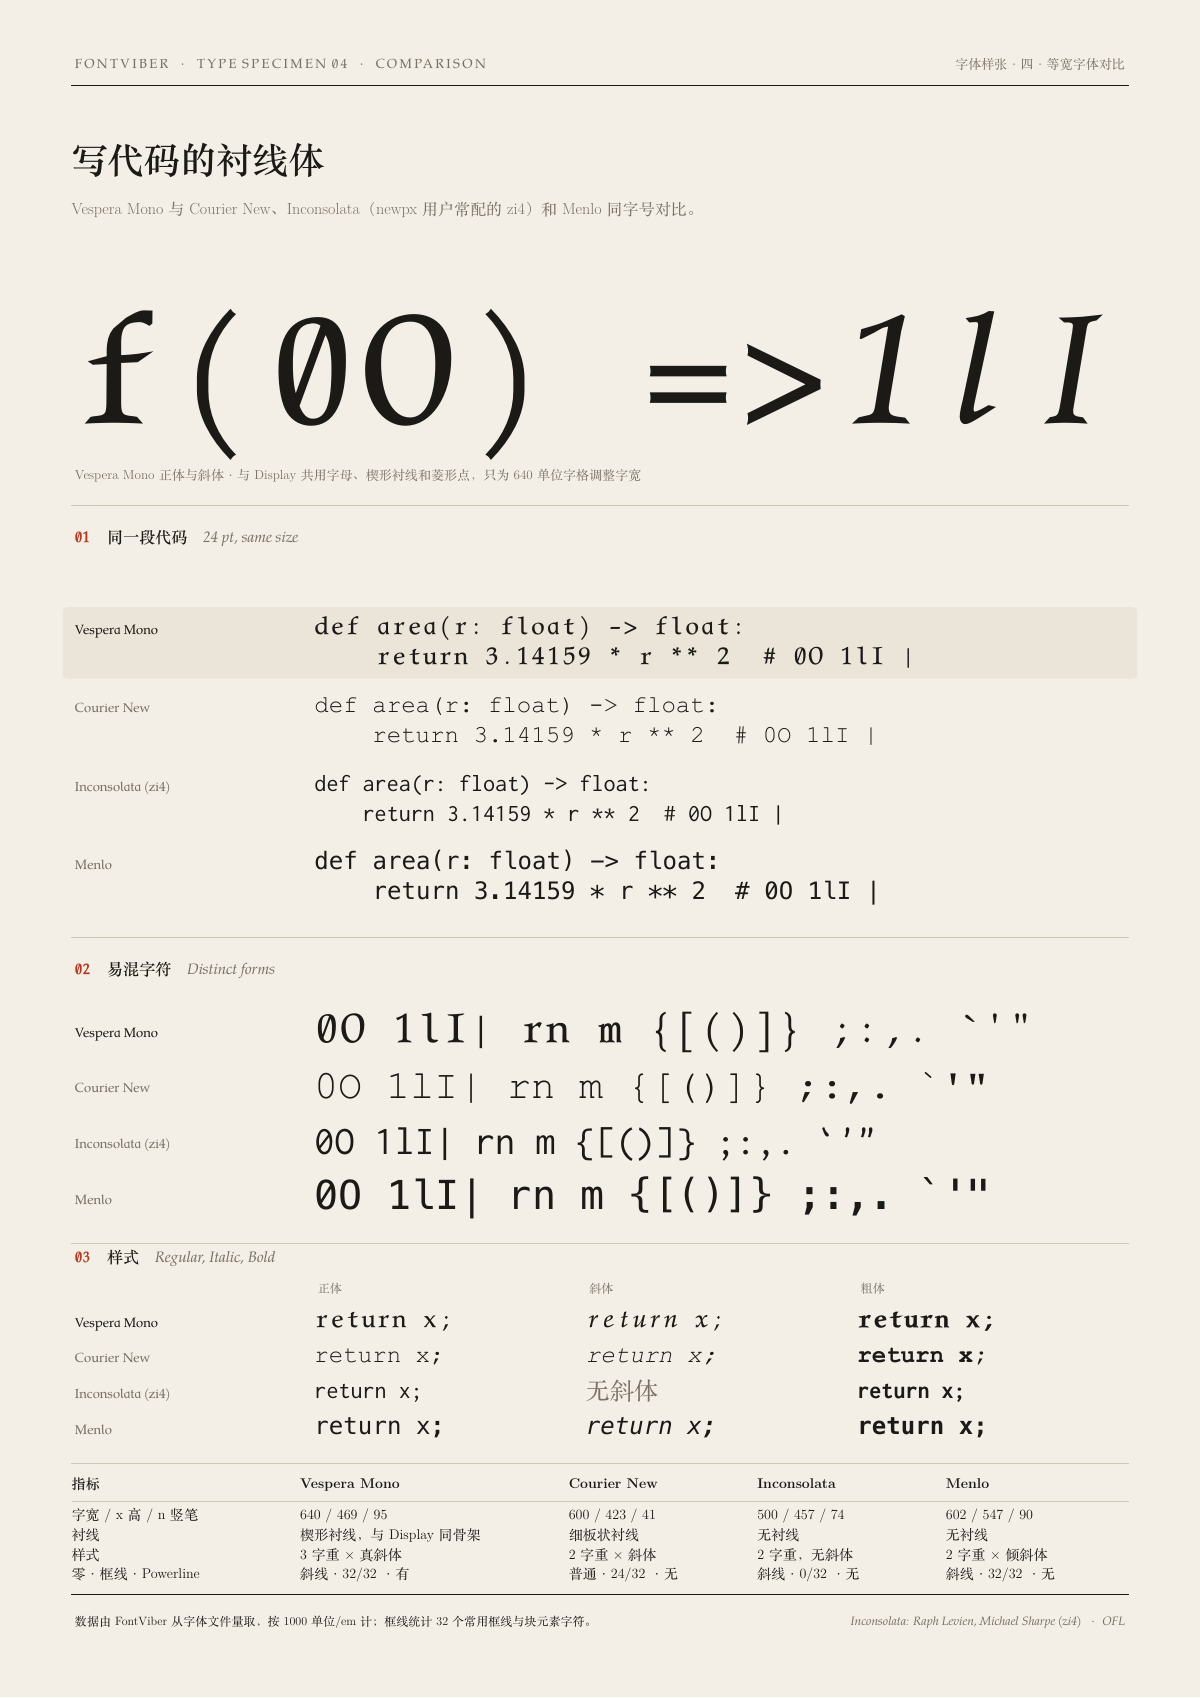 FONTVIBER · TYPE SPECIMEN 04 · COMPARISON
字体样张 · 四 · 等宽字体对比
写代码的衬线体
Vespera Mono 与 Courier New、Inconsolata（newpx 用户常配的 zi4）和 Menlo 同字号对比。
f(0O) =>1lI
Vespera Mono 正体与斜体 · 与 Display 共用字母、楔形衬线和菱形点，只为 640 单位字格调整字宽
01 同一段代码 24 pt, same size
Vespera Mono
def area(r: float) -> float:
    return 3.14159 * r ** 2  # 0O 1lI |
Courier New
def area(r: float) -> float:
    return 3.14159 * r ** 2  # 0O 1lI |
Inconsolata (zi4)
def area(r: float) -> float:
    return 3.14159 * r ** 2  # 0O 1lI |
Menlo
def area(r: float) -> float:
    return 3.14159 * r ** 2  # 0O 1lI |
02 易混字符 Distinct forms
Vespera Mono 0O 1lI| rn m {[()]} ;:,. `'"
Courier New 0O 1lI| rn m {[()]} ;:,. `'"
Inconsolata (zi4) 0O 1lI| rn m {[()]} ;:,. `'"
Menlo 0O 1lI| rn m {[()]} ;:,. `'"
03 样式 Regular, Italic, Bold
正体 斜体 粗体
Vespera Mono return x; return x; return x;
Courier New return x; return x; return x;
Inconsolata (zi4) return x; 无斜体 return x;
Menlo return x; return x; return x;
指标 Vespera Mono Courier New Inconsolata Menlo
字宽 / x 高 / n 竖笔 640 / 469 / 95 600 / 423 / 41 500 / 457 / 74 602 / 547 / 90
衬线 楔形衬线，与 Display 同骨架 细板状衬线 无衬线 无衬线
样式 3 字重 × 真斜体 2 字重 × 斜体 2 字重，无斜体 2 字重 × 倾斜体
零 · 框线 · Powerline 斜线 · 32/32 · 有 普通 · 24/32 · 无 斜线 · 0/32 · 无 斜线 · 32/32 · 无
数据由 FontViber 从字体文件量取，按 1000 单位/em 计；框线统计 32 个常用框线与块元素字符。
Inconsolata: Raph Levien, Michael Sharpe (zi4) · OFL